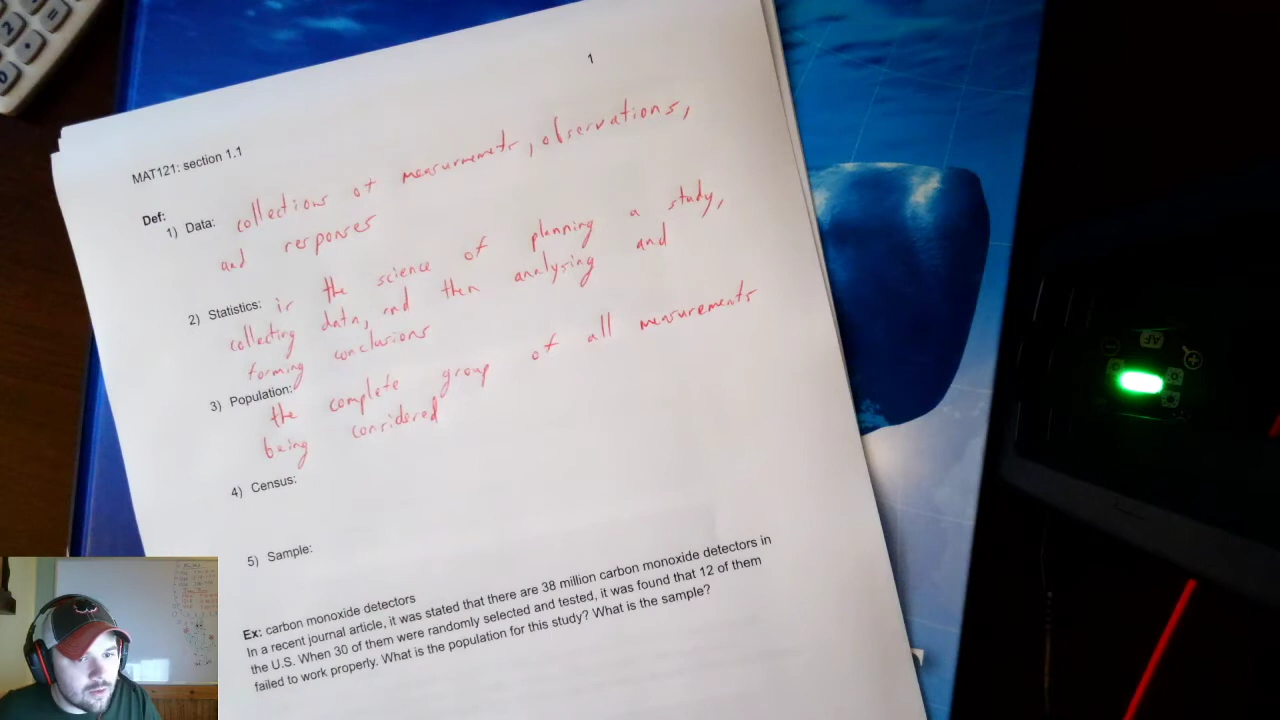 1
MAT121: section 1.1
Def:
1) Data: collections of measurements, observations,
and responses
2) Statistics: is the science of planning a study,
collecting data, and then analysing and
forming conclusions
3) Population:
the complete group of all measurements
being considered
4) Census:
5) Sample:
Ex: carbon monoxide detectors
In a recent journal article, it was stated that there are 38 million carbon monoxide detectors in
the U.S. When 30 of them were randomly selected and tested, it was found that 12 of them
failed to work properly. What is the population for this study? What is the sample?
AF